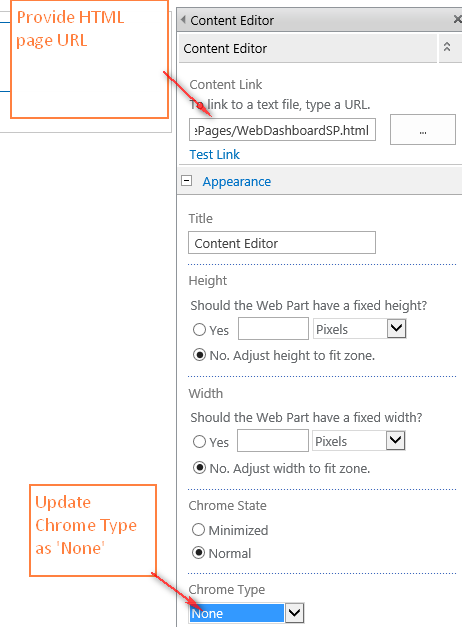 Provide HTML
page URL
Content Editor
Content Editor
Content Link
To link to a text file, type a URL.
ePages/WebDashboardSP.html
...
Test Link
Appearance
Title
Content Editor
Height
Should the Web Part have a fixed height?
Yes
Pixels
No. Adjust height to fit zone.
Width
Should the Web Part have a fixed width?
Yes
Pixels
No. Adjust width to fit zone.
Chrome State
Minimized
Normal
Update
Chrome Type
as 'None'
Chrome Type
None